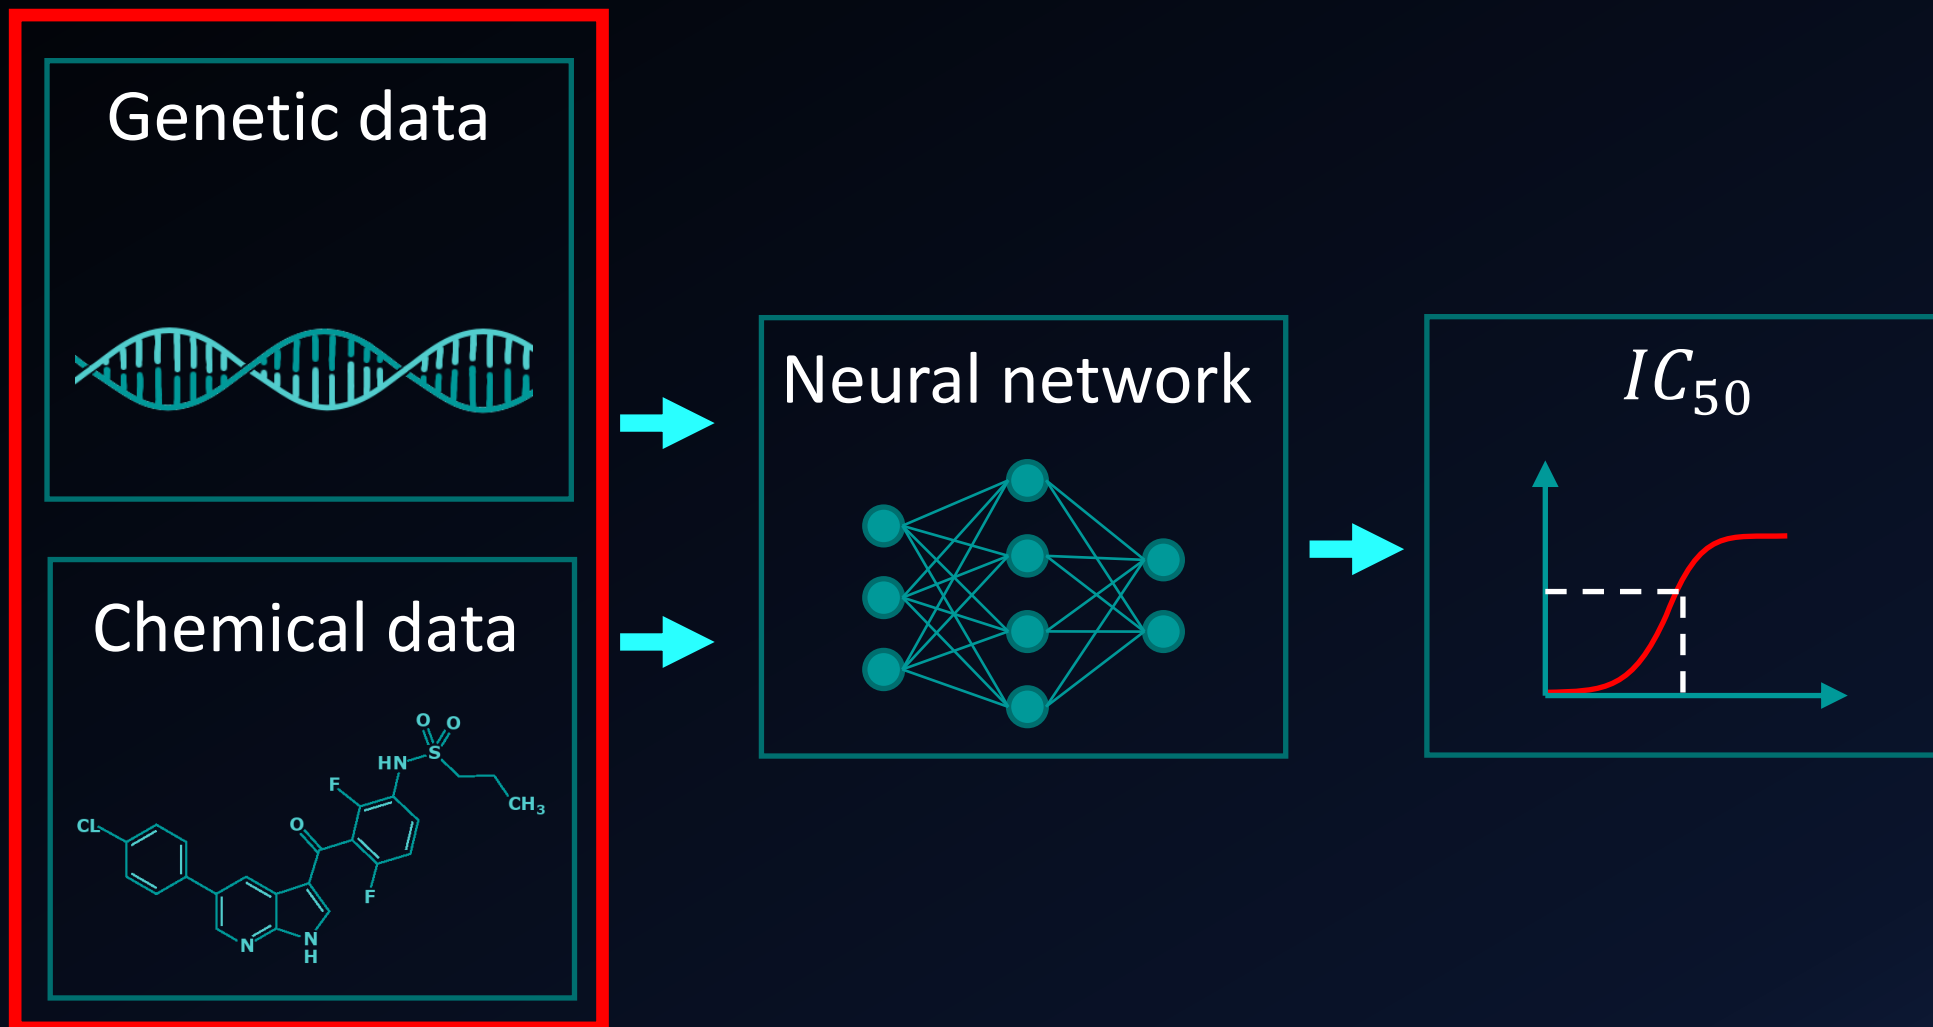 Genetic data
Chemical data
O O
S
HN
F
CH3
CL
O
F
N
N
H
Neural network
IC50